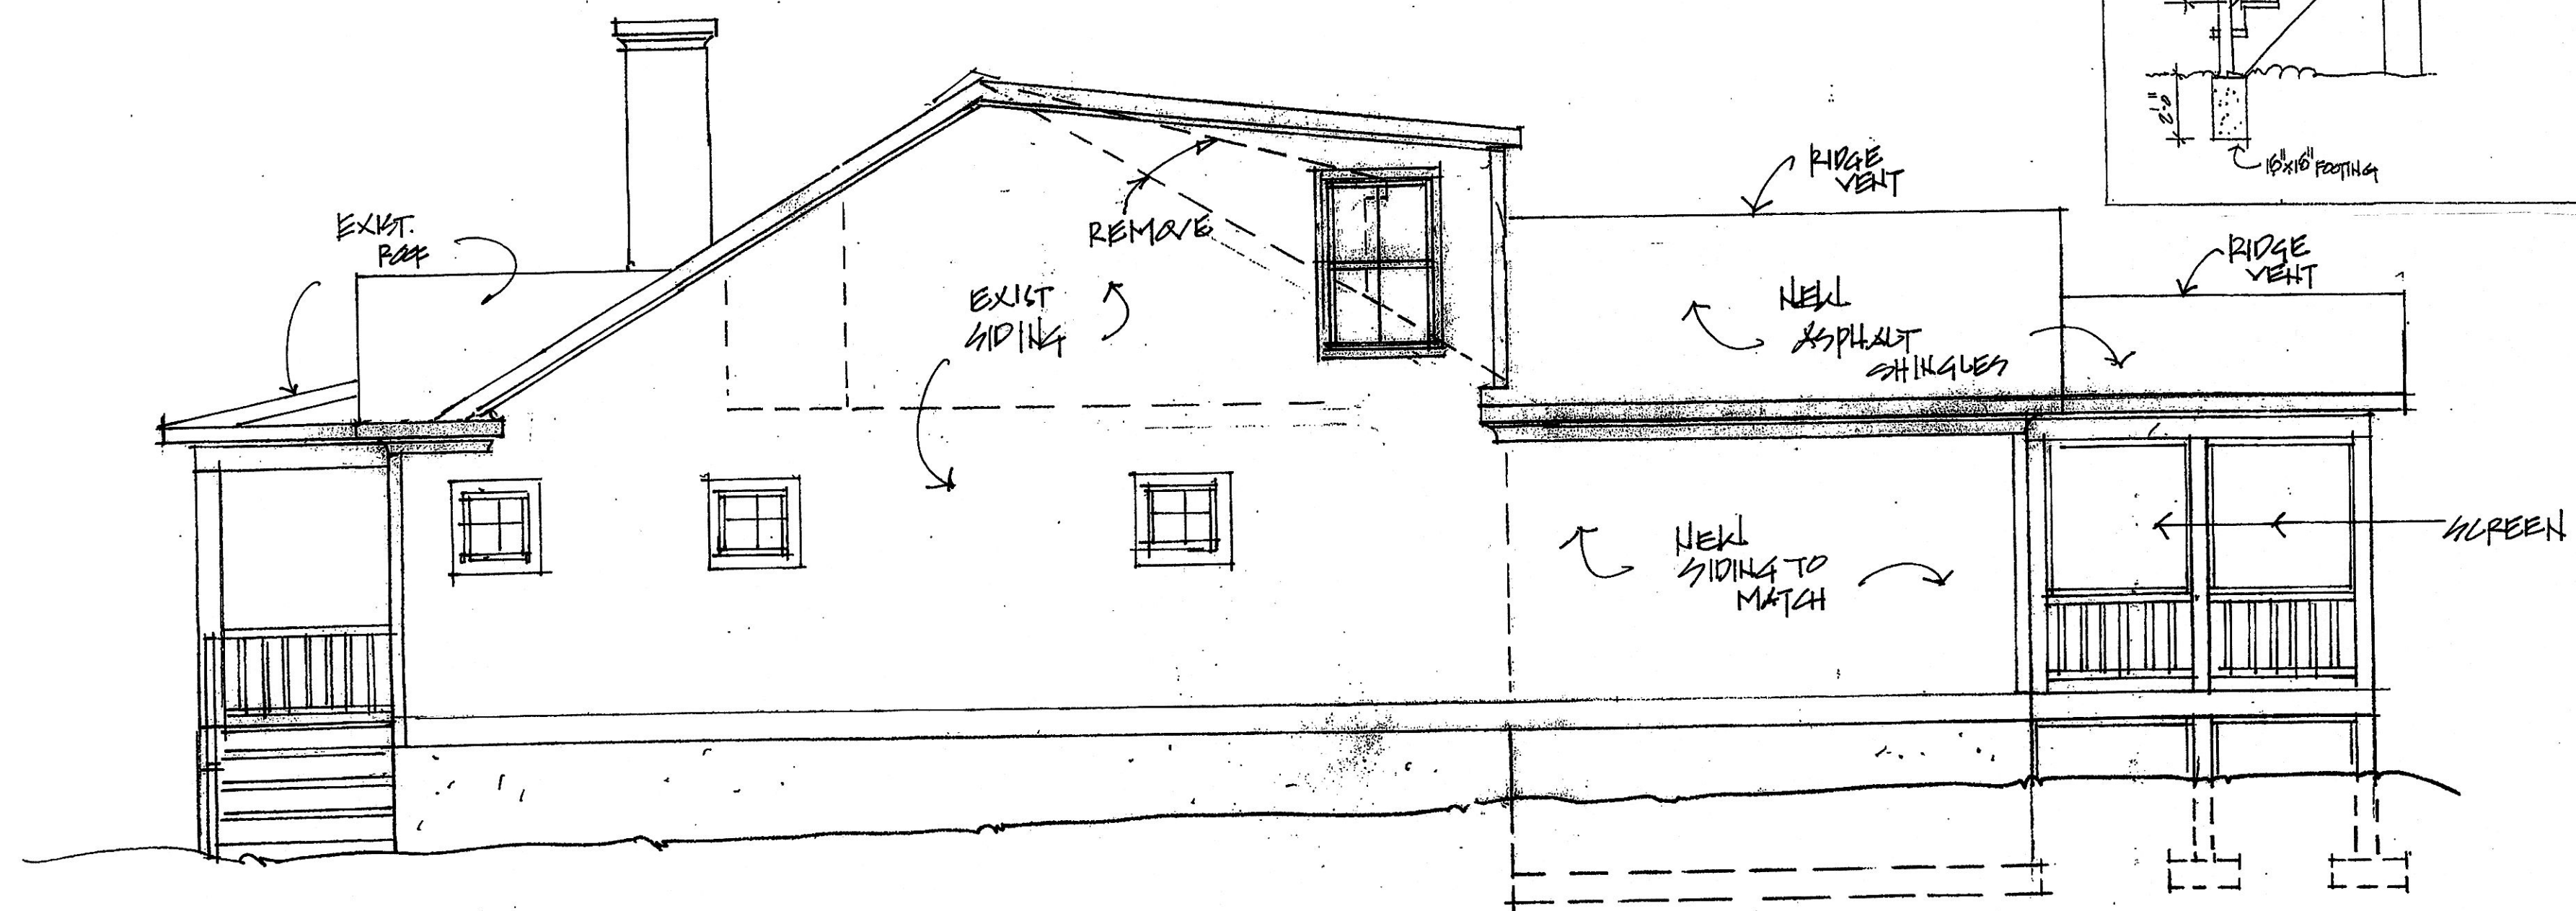 EXIST.
ROOF
REMOVE
EXIST
SIDING
RIDGE
VENT
NEW
ASPHALT
SHINGLES
RIDGE
VENT
NEW
SIDING TO
MATCH
SCREEN
2'-0"
16"X16" FOOTING